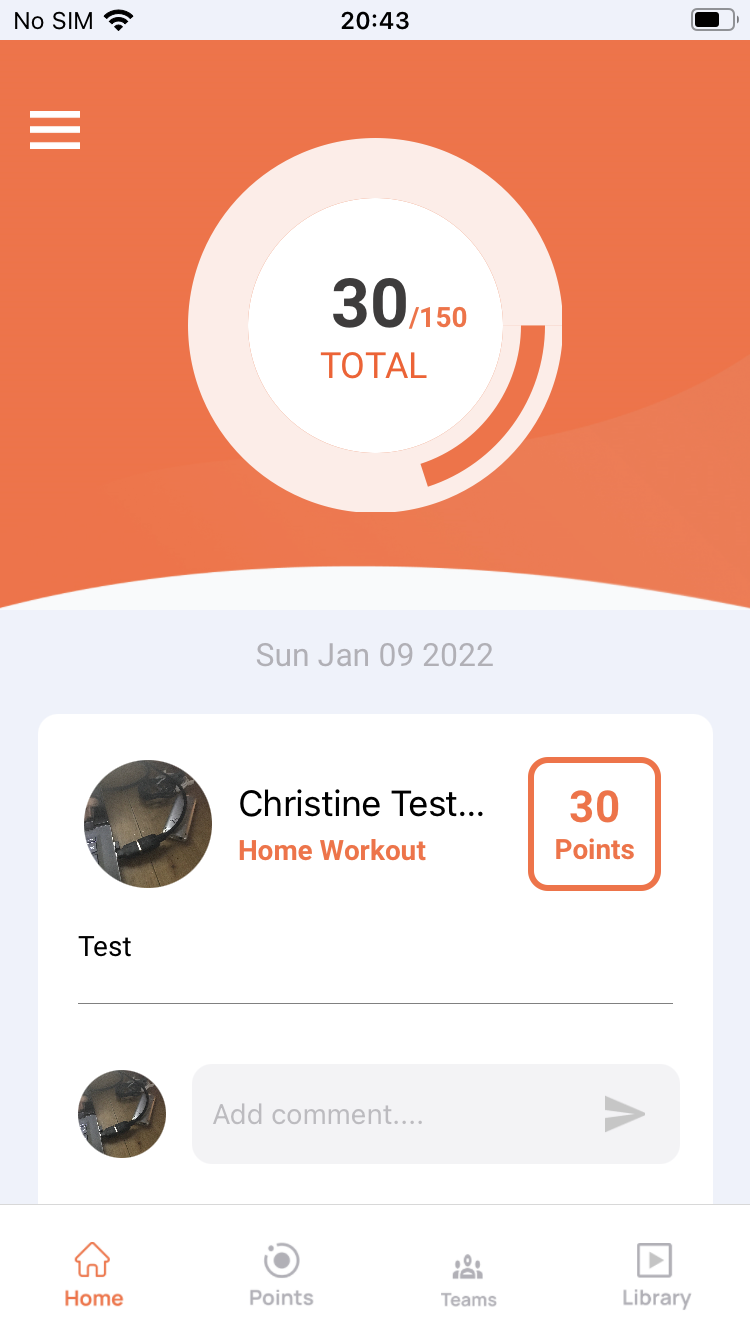 No SIM 20:43
30/150
TOTAL
Sun Jan 09 2022
Christine Test...
Home Workout
30
Points
Test
Add comment....
Home Points Teams Library